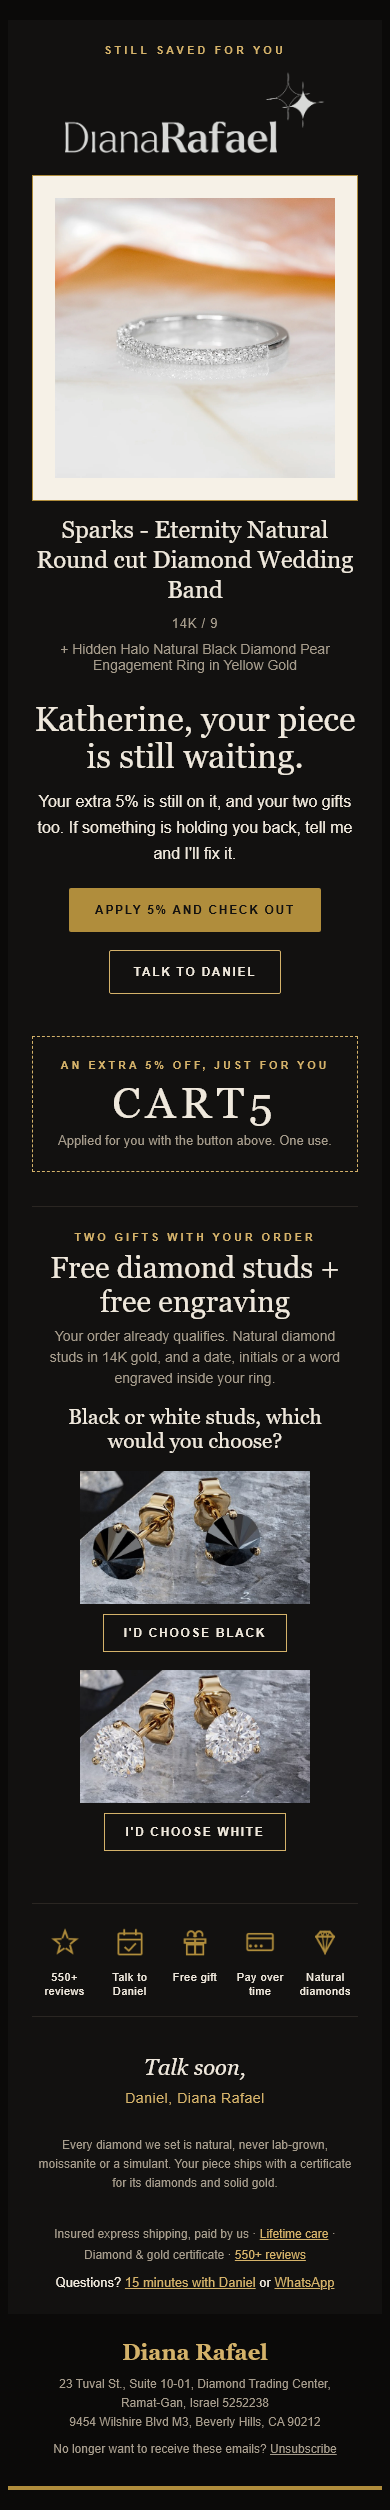 STILL SAVED FOR YOU
DianaRafael
Sparks - Eternity Natural
Round cut Diamond Wedding
Band
14K / 9
+ Hidden Halo Natural Black Diamond Pear
Engagement Ring in Yellow Gold
Katherine, your piece
is still waiting.
Your extra 5% is still on it, and your two gifts
too. If something is holding you back, tell me
and I'll fix it.
APPLY 5% AND CHECK OUT
TALK TO DANIEL
AN EXTRA 5% OFF, JUST FOR YOU
CART5
Applied for you with the button above. One use.
TWO GIFTS WITH YOUR ORDER
Free diamond studs +
free engraving
Your order already qualifies. Natural diamond
studs in 14K gold, and a date, initials or a word
engraved inside your ring.
Black or white studs, which
would you choose?
I'D CHOOSE BLACK
I'D CHOOSE WHITE
550+ reviews
Talk to Daniel
Free gift
Pay over time
Natural diamonds
Talk soon,
Daniel, Diana Rafael
Every diamond we set is natural, never lab-grown,
moissanite or a simulant. Your piece ships with a certificate
for its diamonds and solid gold.
Insured express shipping, paid by us · Lifetime care ·
Diamond & gold certificate · 550+ reviews
Questions? 15 minutes with Daniel or WhatsApp
Diana Rafael
23 Tuval St., Suite 10-01, Diamond Trading Center,
Ramat-Gan, Israel 5252238
9454 Wilshire Blvd M3, Beverly Hills, CA 90212
No longer want to receive these emails? Unsubscribe